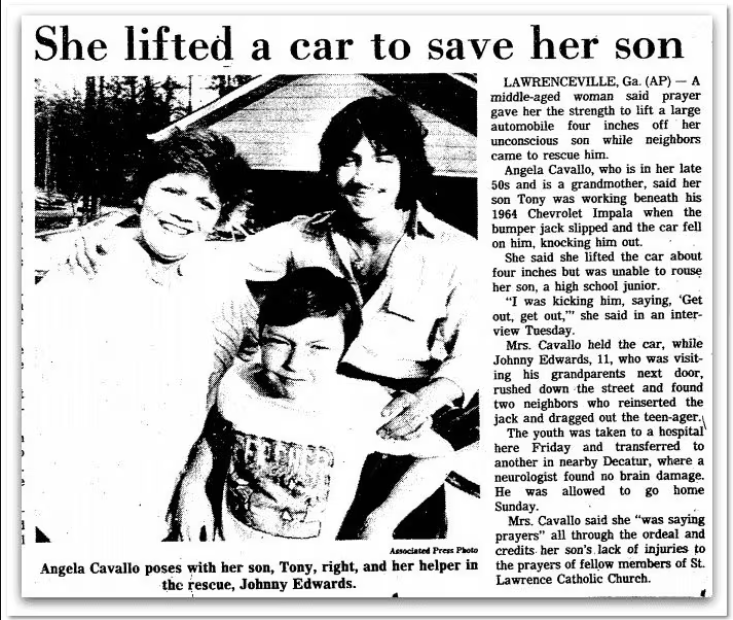 She lifted a car to save her son
LAWRENCEVILLE, Ga. (AP) — A
middle-aged woman said prayer
gave her the strength to lift a large
automobile four inches off her
unconscious son while neighbors
came to rescue him.
Angela Cavallo, who is in her late
50s and is a grandmother, said her
son Tony was working beneath his
1964 Chevrolet Impala when the
bumper jack slipped and the car fell
on him, knocking him out.
She said she lifted the car about
four inches but was unable to rouse
her son, a high school junior.
“I was kicking him, saying, ‘Get
out, get out,’” she said in an inter-
view Tuesday.
Mrs. Cavallo held the car, while
Johnny Edwards, 11, who was visit-
ing his grandparents next door,
rushed down the street and found
two neighbors who reinserted the
jack and dragged out the teen-ager.
The youth was taken to a hospital
here Friday and transferred to
another in nearby Decatur, where a
neurologist found no brain damage.
He was allowed to go home
Sunday.
Mrs. Cavallo said she “was saying
prayers” all through the ordeal and
credits her son's lack of injuries to
the prayers of fellow members of St.
Lawrence Catholic Church.
Associated Press Photo
Angela Cavallo poses with her son, Tony, right, and her helper in
the rescue, Johnny Edwards.